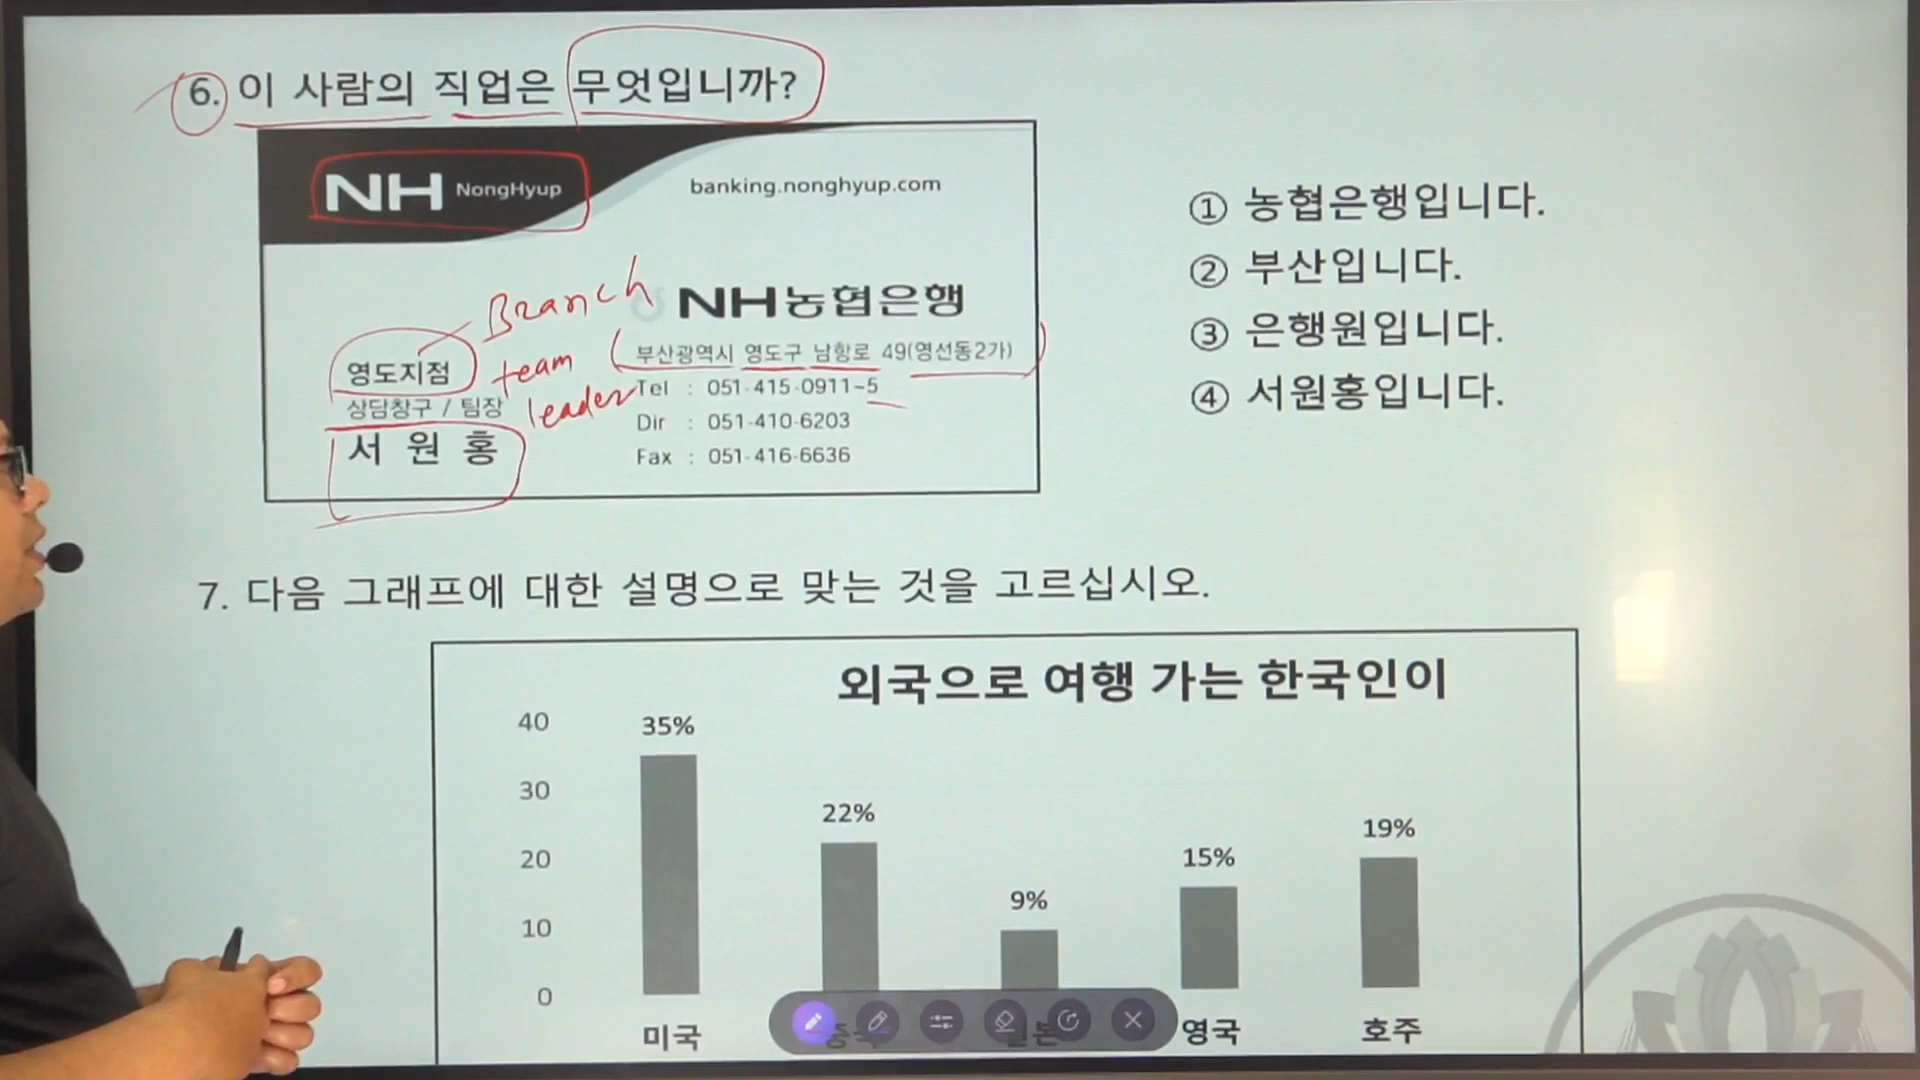 6. 이 사람의 직업은 무엇입니까?
NH NongHyup
banking.nonghyup.com
Branch
NH농협은행
영도지점
team
부산광역시 영도구 남항로 49(영선동2가)
상담창구 / 팀장
leader
Tel : 051-415-0911~5
서 원 홍
Dir : 051-410-6203
Fax : 051-416-6636
① 농협은행입니다.
② 부산입니다.
③ 은행원입니다.
④ 서원홍입니다.
7. 다음 그래프에 대한 설명으로 맞는 것을 고르십시오.
외국으로 여행 가는 한국인이
40
30
20
10
0
35%
22%
9%
15%
19%
미국
영국
호주